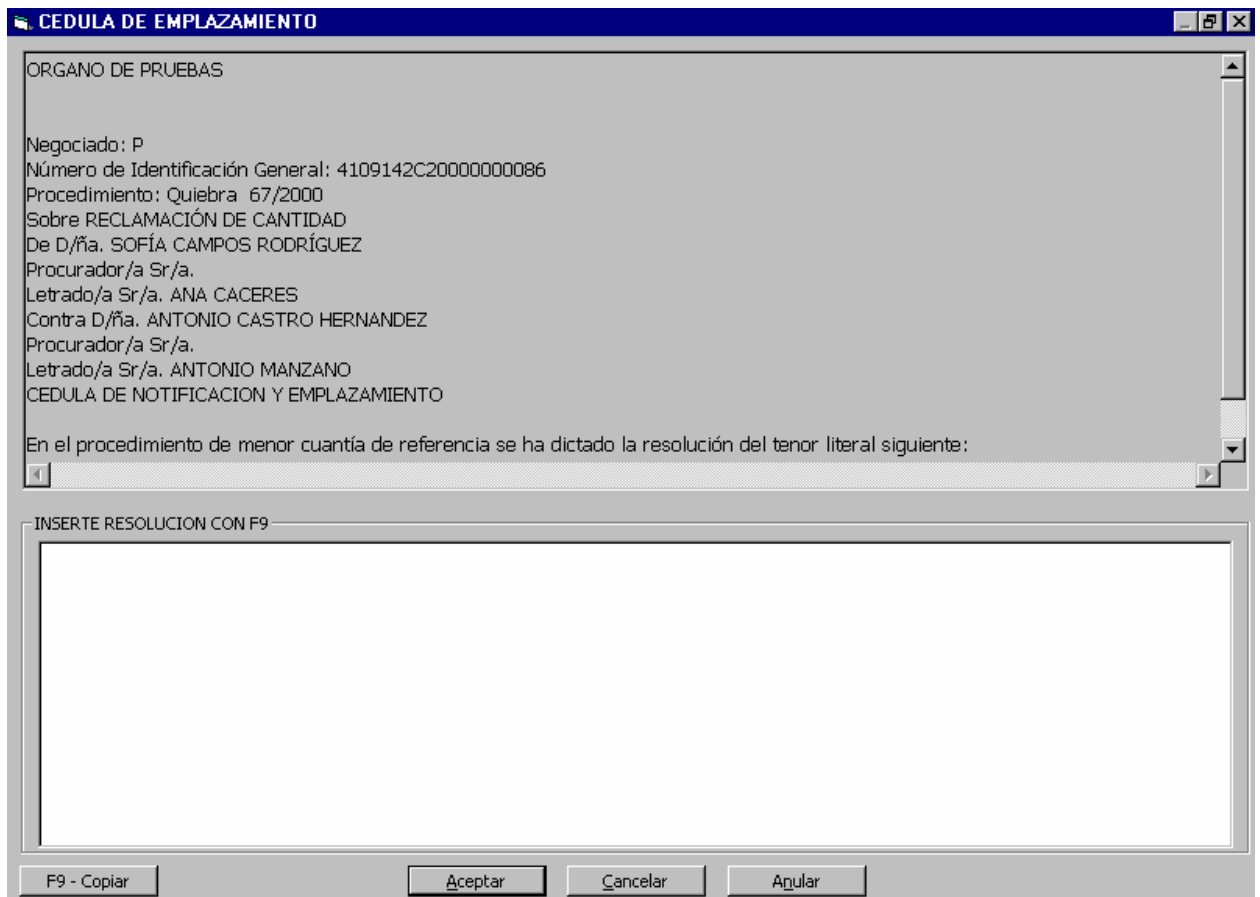 CEDULA DE EMPLAZAMIENTO
ORGANO DE PRUEBAS
Negociado: P
Número de Identificación General: 4109142C20000000086
Procedimiento: Quiebra 67/2000
Sobre RECLAMACIÓN DE CANTIDAD
De D/ña. SOFÍA CAMPOS RODRÍGUEZ
Procurador/a Sr/a.
Letrado/a Sr/a. ANA CACERES
Contra D/ña. ANTONIO CASTRO HERNANDEZ
Procurador/a Sr/a.
Letrado/a Sr/a. ANTONIO MANZANO
CEDULA DE NOTIFICACION Y EMPLAZAMIENTO
En el procedimiento de menor cuantía de referencia se ha dictado la resolución del tenor literal siguiente:
INSERTE RESOLUCION CON F9
F9 - Copiar
Aceptar
Cancelar
Anular